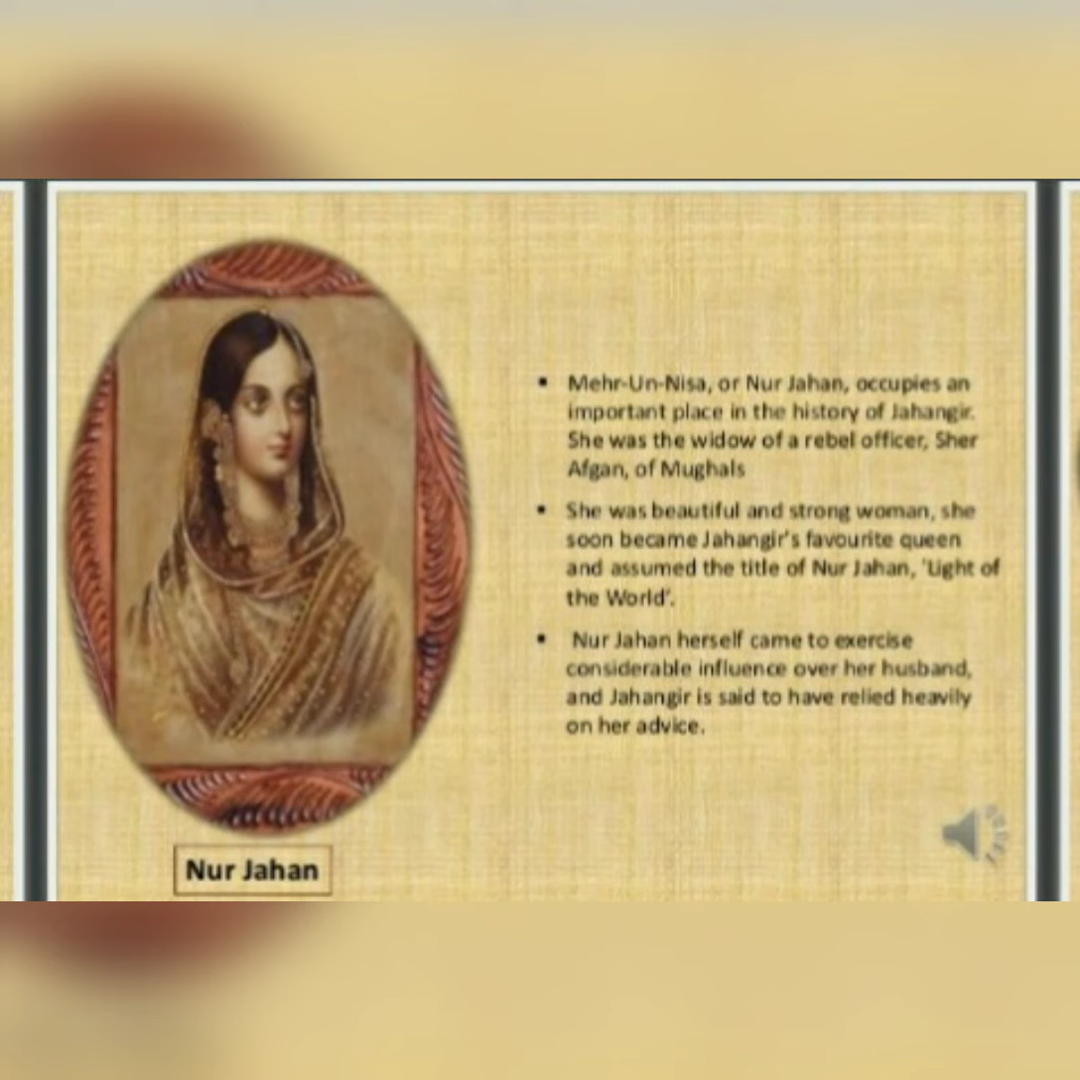 Mehr-Un-Nisa, or Nur Jahan, occupies an
important place in the history of Jahangir.
She was the widow of a rebel officer, Sher
Afgan, of Mughals
She was beautiful and strong woman, she
soon became Jahangir's favourite queen
and assumed the title of Nur Jahan, 'Light of
the World'.
Nur Jahan herself came to exercise
considerable influence over her husband,
and Jahangir is said to have relied heavily
on her advice.
Nur Jahan